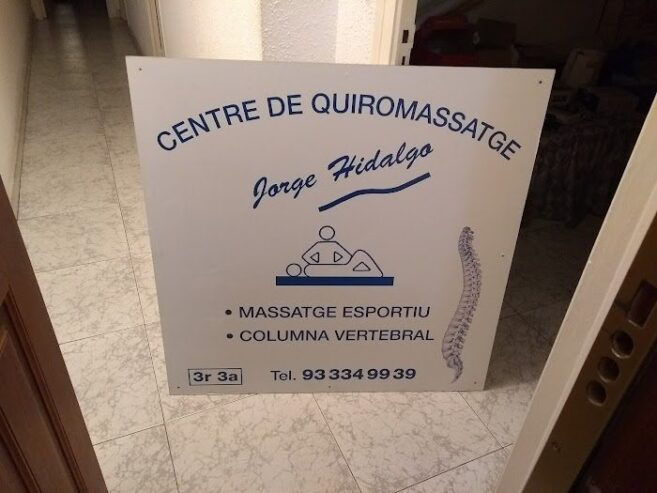 CENTRE DE QUIROMASSATGE
Jorge Hidalgo
• MASSATGE ESPORTIU
• COLUMNA VERTEBRAL
3r 3a Tel. 93 334 99 39